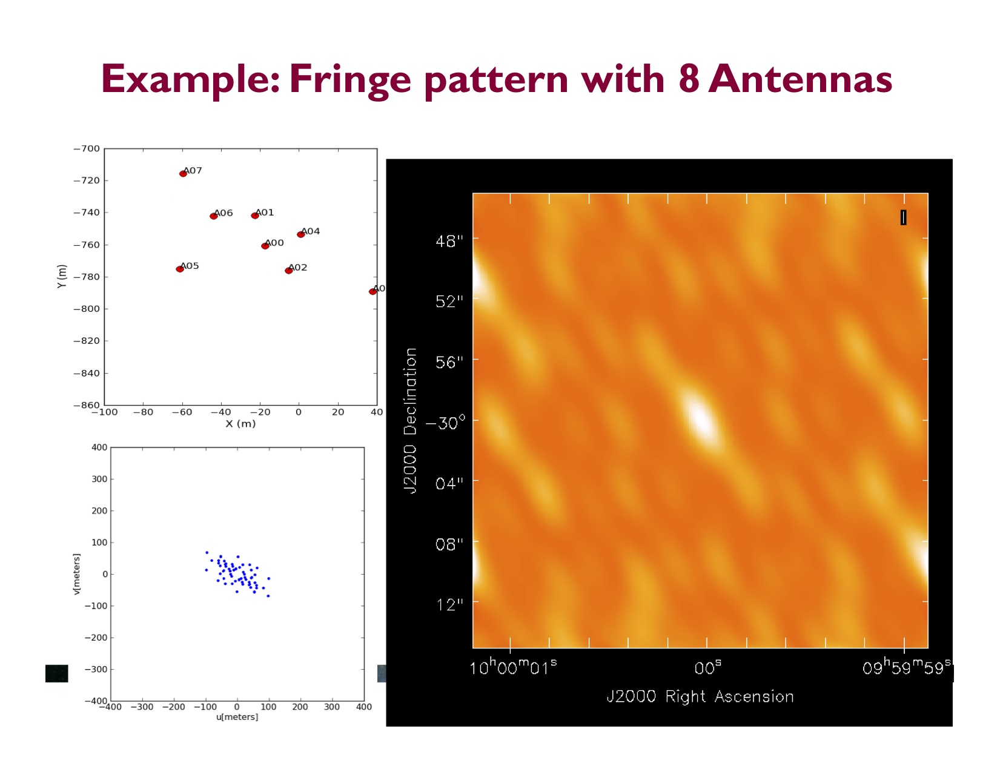 Example: Fringe pattern with 8 Antennas
−700
−720
−740
−760
−780
−800
−820
−840
−860
Y (m)
A07
A06
A01
A04
A00
A05
A02
A0
−100 −80 −60 −40 −20 0 20 40
X (m)
400
300
200
100
0
−100
−200
−300
−400
v[meters]
−400 −300 −200 −100 0 100 200 300 400
u[meters]
48"
52"
56"
−30°
04"
08"
12"
J2000 Declination
10ʰ00ᵐ01ˢ 00ˢ 09ʰ59ᵐ59ˢ
J2000 Right Ascension